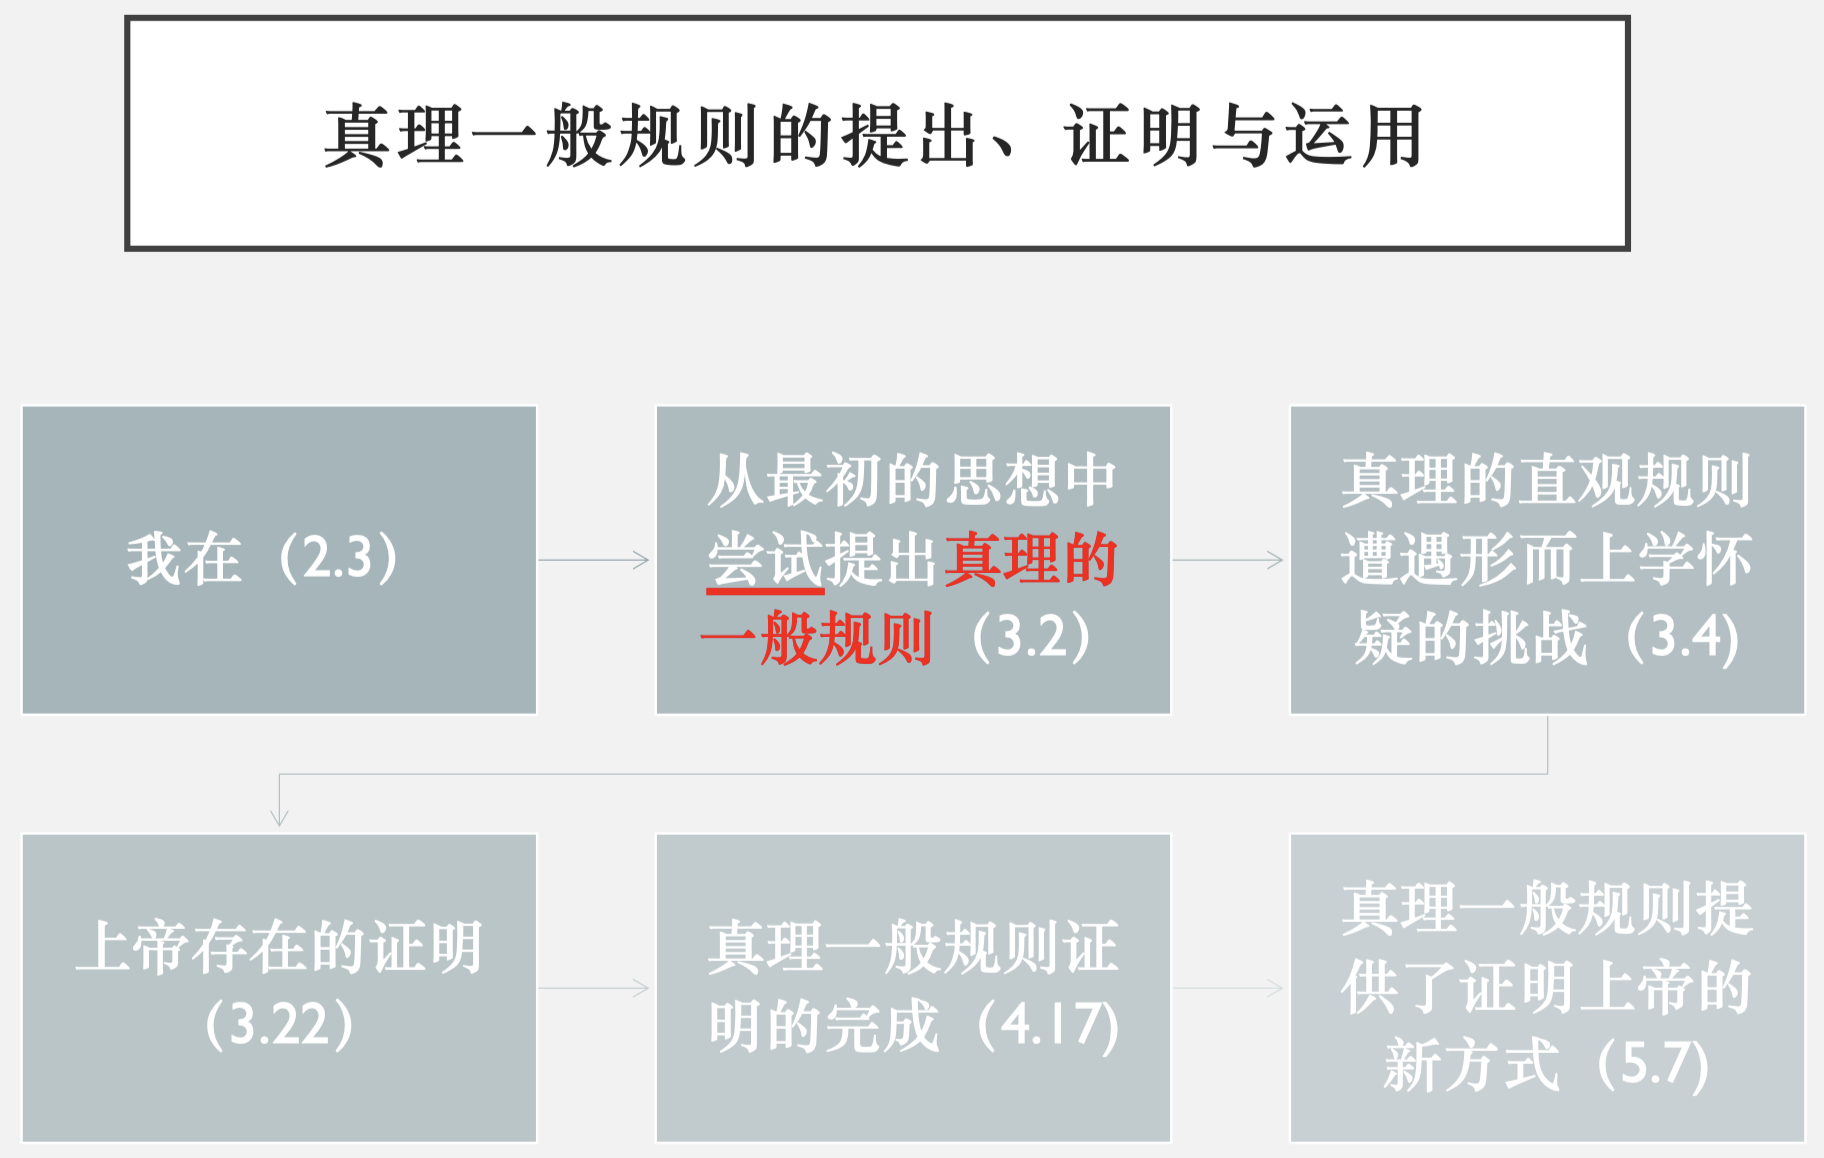 真理一般规则的提出、证明与运用
我在（2.3）
从最初的思想中
尝试提出真理的
一般规则（3.2）
真理的直观规则
遭遇形而上学怀
疑的挑战（3.4)
上帝存在的证明
（3.22）
真理一般规则证
明的完成（4.17)
真理一般规则提
供了证明上帝的
新方式（5.7)